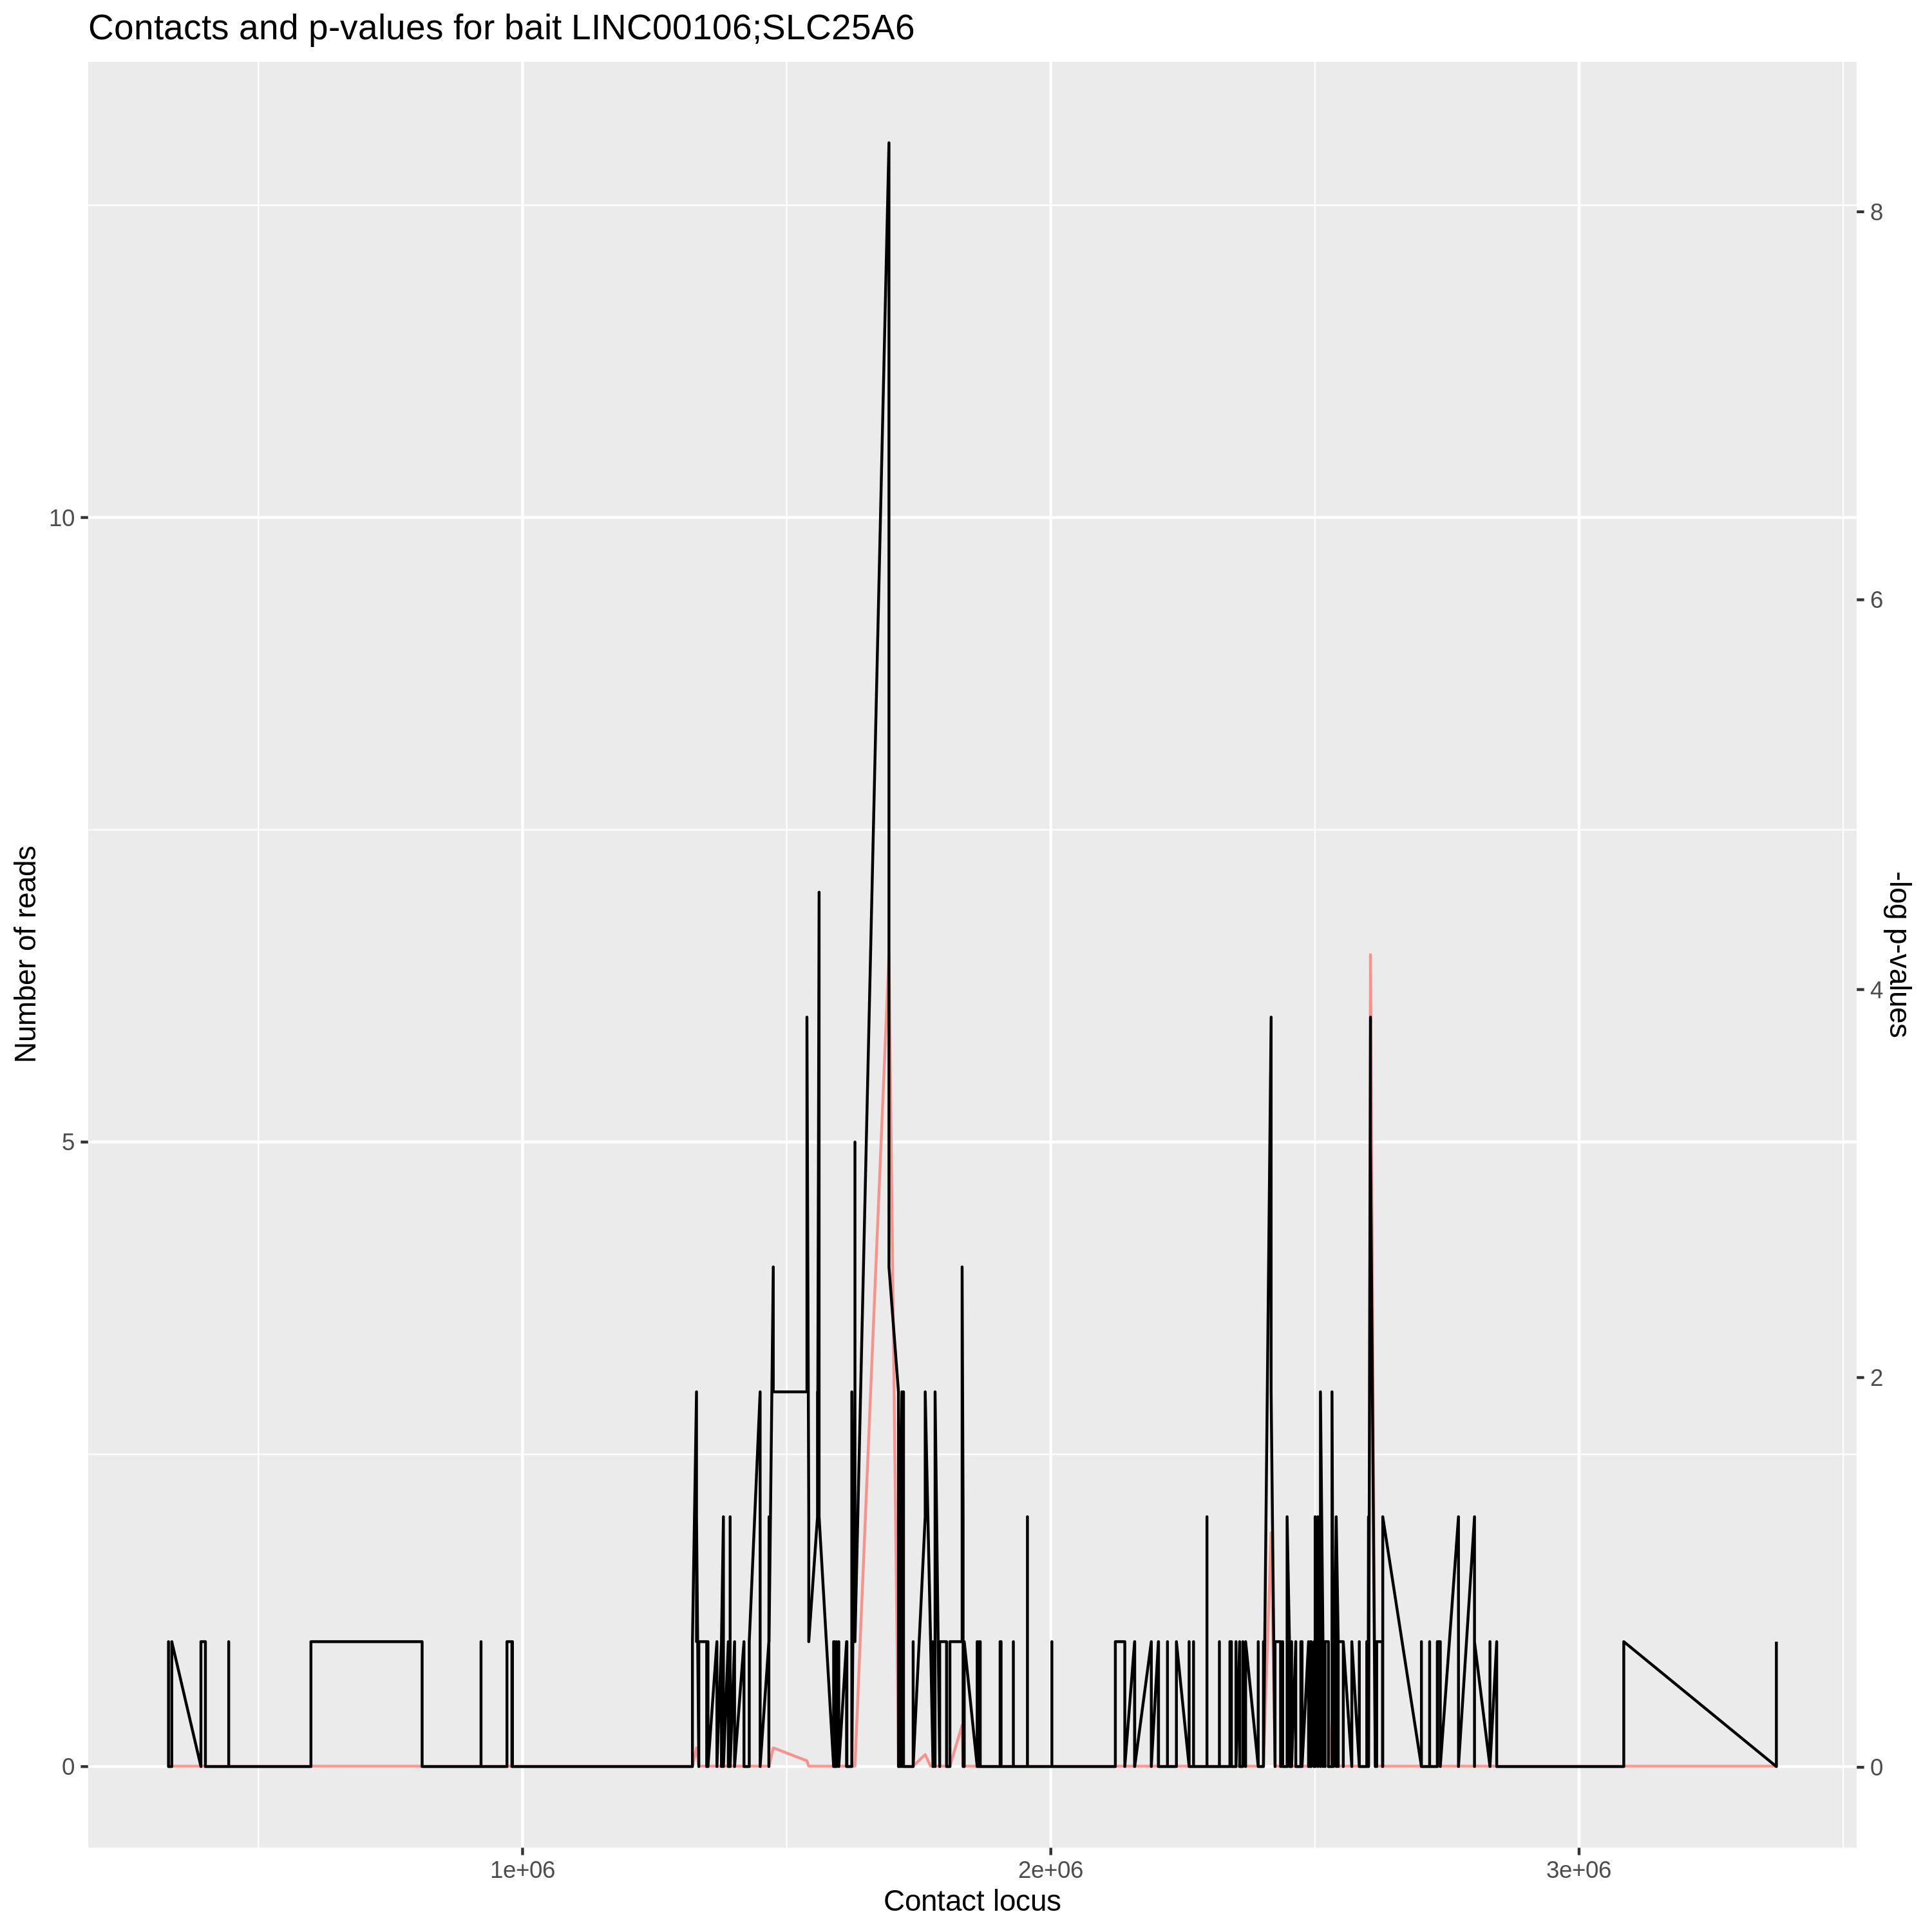 Contacts and p-values for bait LINC00106;SLC25A6
Number of reads
10
5
0
8
6
4
2
0
-log p-values
1e+06
2e+06
3e+06
Contact locus